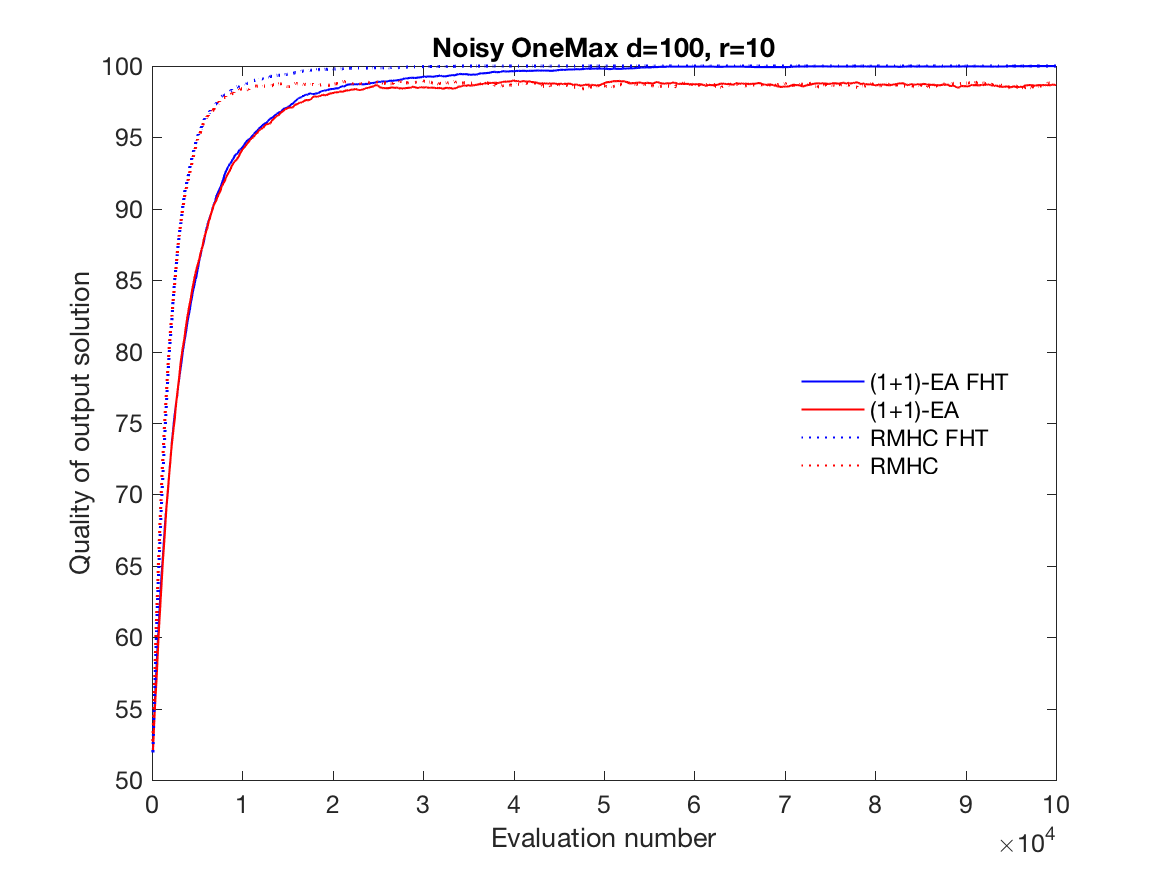 Noisy OneMax d=100, r=10
Quality of output solution
100
95
90
85
80
75
70
65
60
55
50
(1+1)-EA FHT
(1+1)-EA
RMHC FHT
RMHC
0 1 2 3 4 5 6 7 8 9 10
Evaluation number
×10⁴